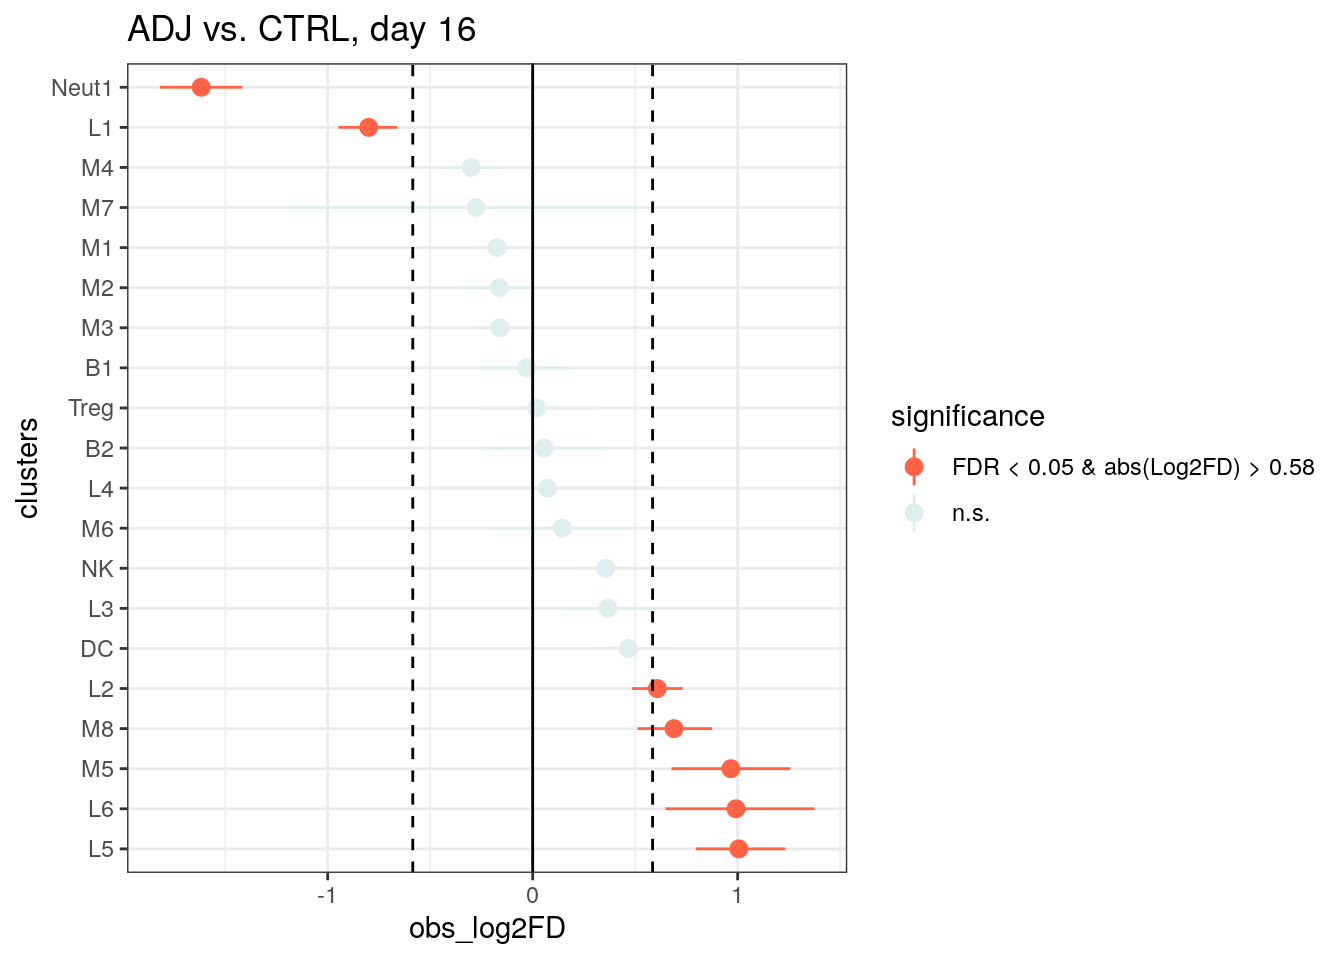 ADJ vs. CTRL, day 16
clusters
Neut1
L1
M4
M7
M1
M2
M3
B1
Treg
B2
L4
M6
NK
L3
DC
L2
M8
M5
L6
L5
-1 0 1
obs_log2FD
significance
FDR < 0.05 & abs(Log2FD) > 0.58
n.s.